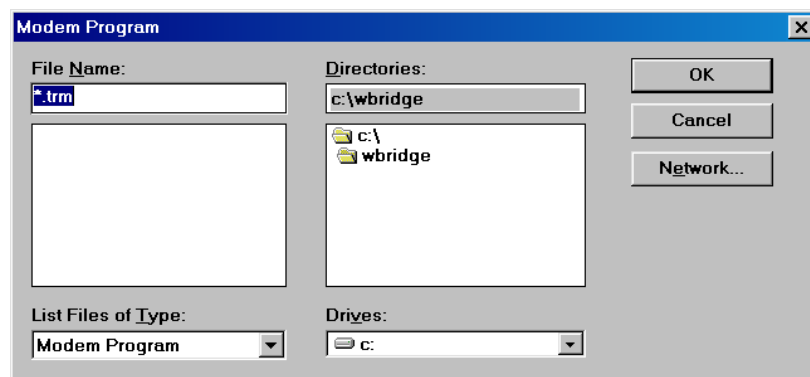 Modem Program
File Name:
*.trm
List Files of Type:
Modem Program
Directories:
c:\wbridge
c:\
wbridge
Drives:
c:
OK
Cancel
Network...